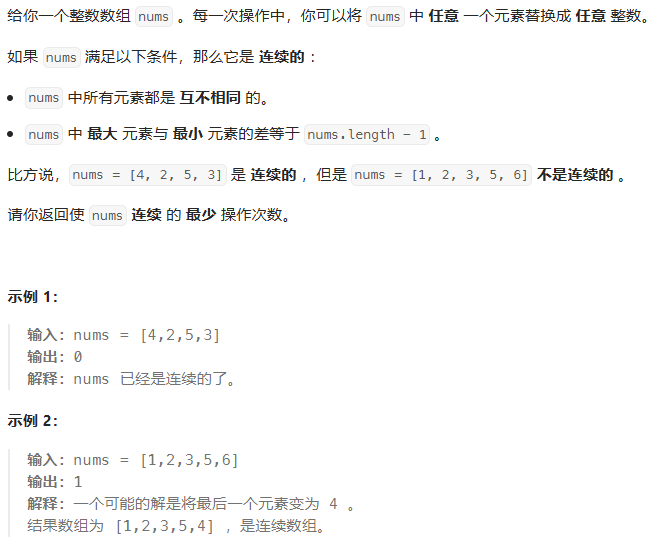 给你一个整数数组 nums 。每一次操作中，你可以将 nums 中 任意 一个元素替换成 任意 整数。
如果 nums 满足以下条件，那么它是 连续的 ：
• nums 中所有元素都是 互不相同 的。
• nums 中 最大 元素与 最小 元素的差等于 nums.length - 1 。
比方说，nums = [4, 2, 5, 3] 是 连续的 ，但是 nums = [1, 2, 3, 5, 6] 不是连续的 。
请你返回使 nums 连续 的 最少 操作次数。
示例 1：
输入：nums = [4,2,5,3]
输出：0
解释：nums 已经是连续的了。
示例 2：
输入：nums = [1,2,3,5,6]
输出：1
解释：一个可能的解是将最后一个元素变为 4 。
结果数组为 [1,2,3,5,4] ，是连续数组。